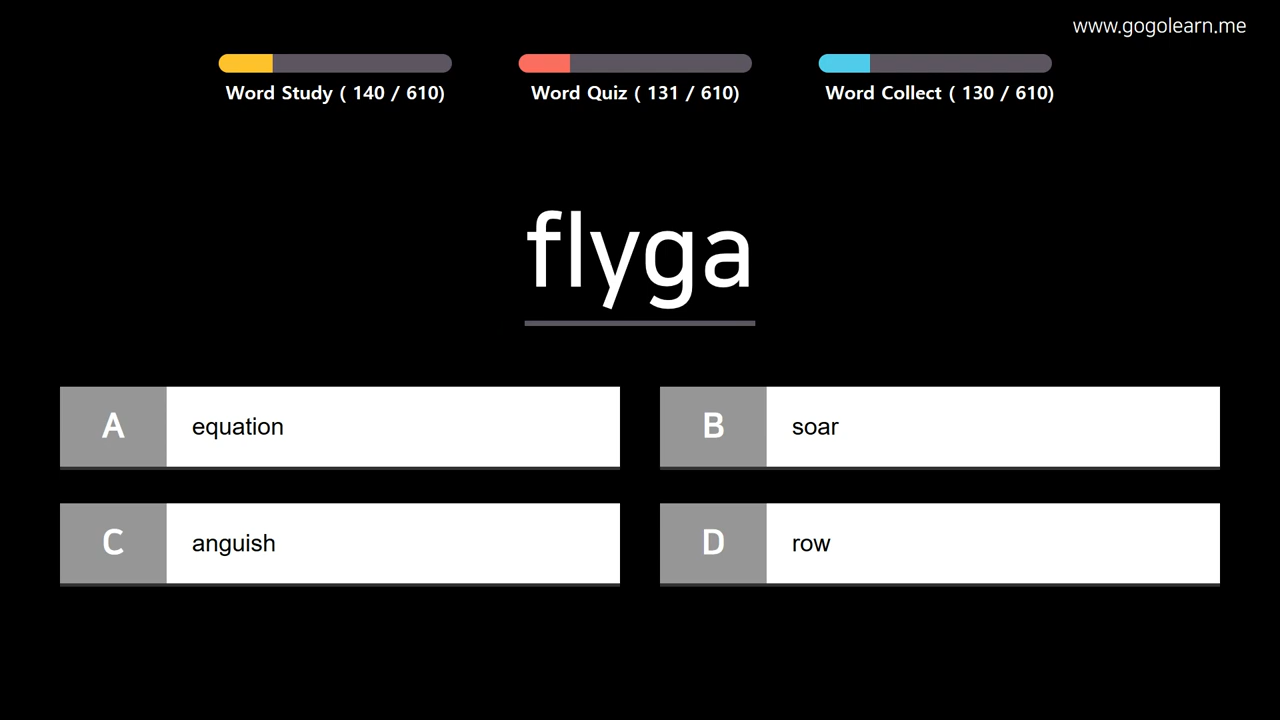 www.gogolearn.me
Word Study ( 140 / 610)
Word Quiz ( 131 / 610)
Word Collect ( 130 / 610)
flyga
A equation
B soar
C anguish
D row